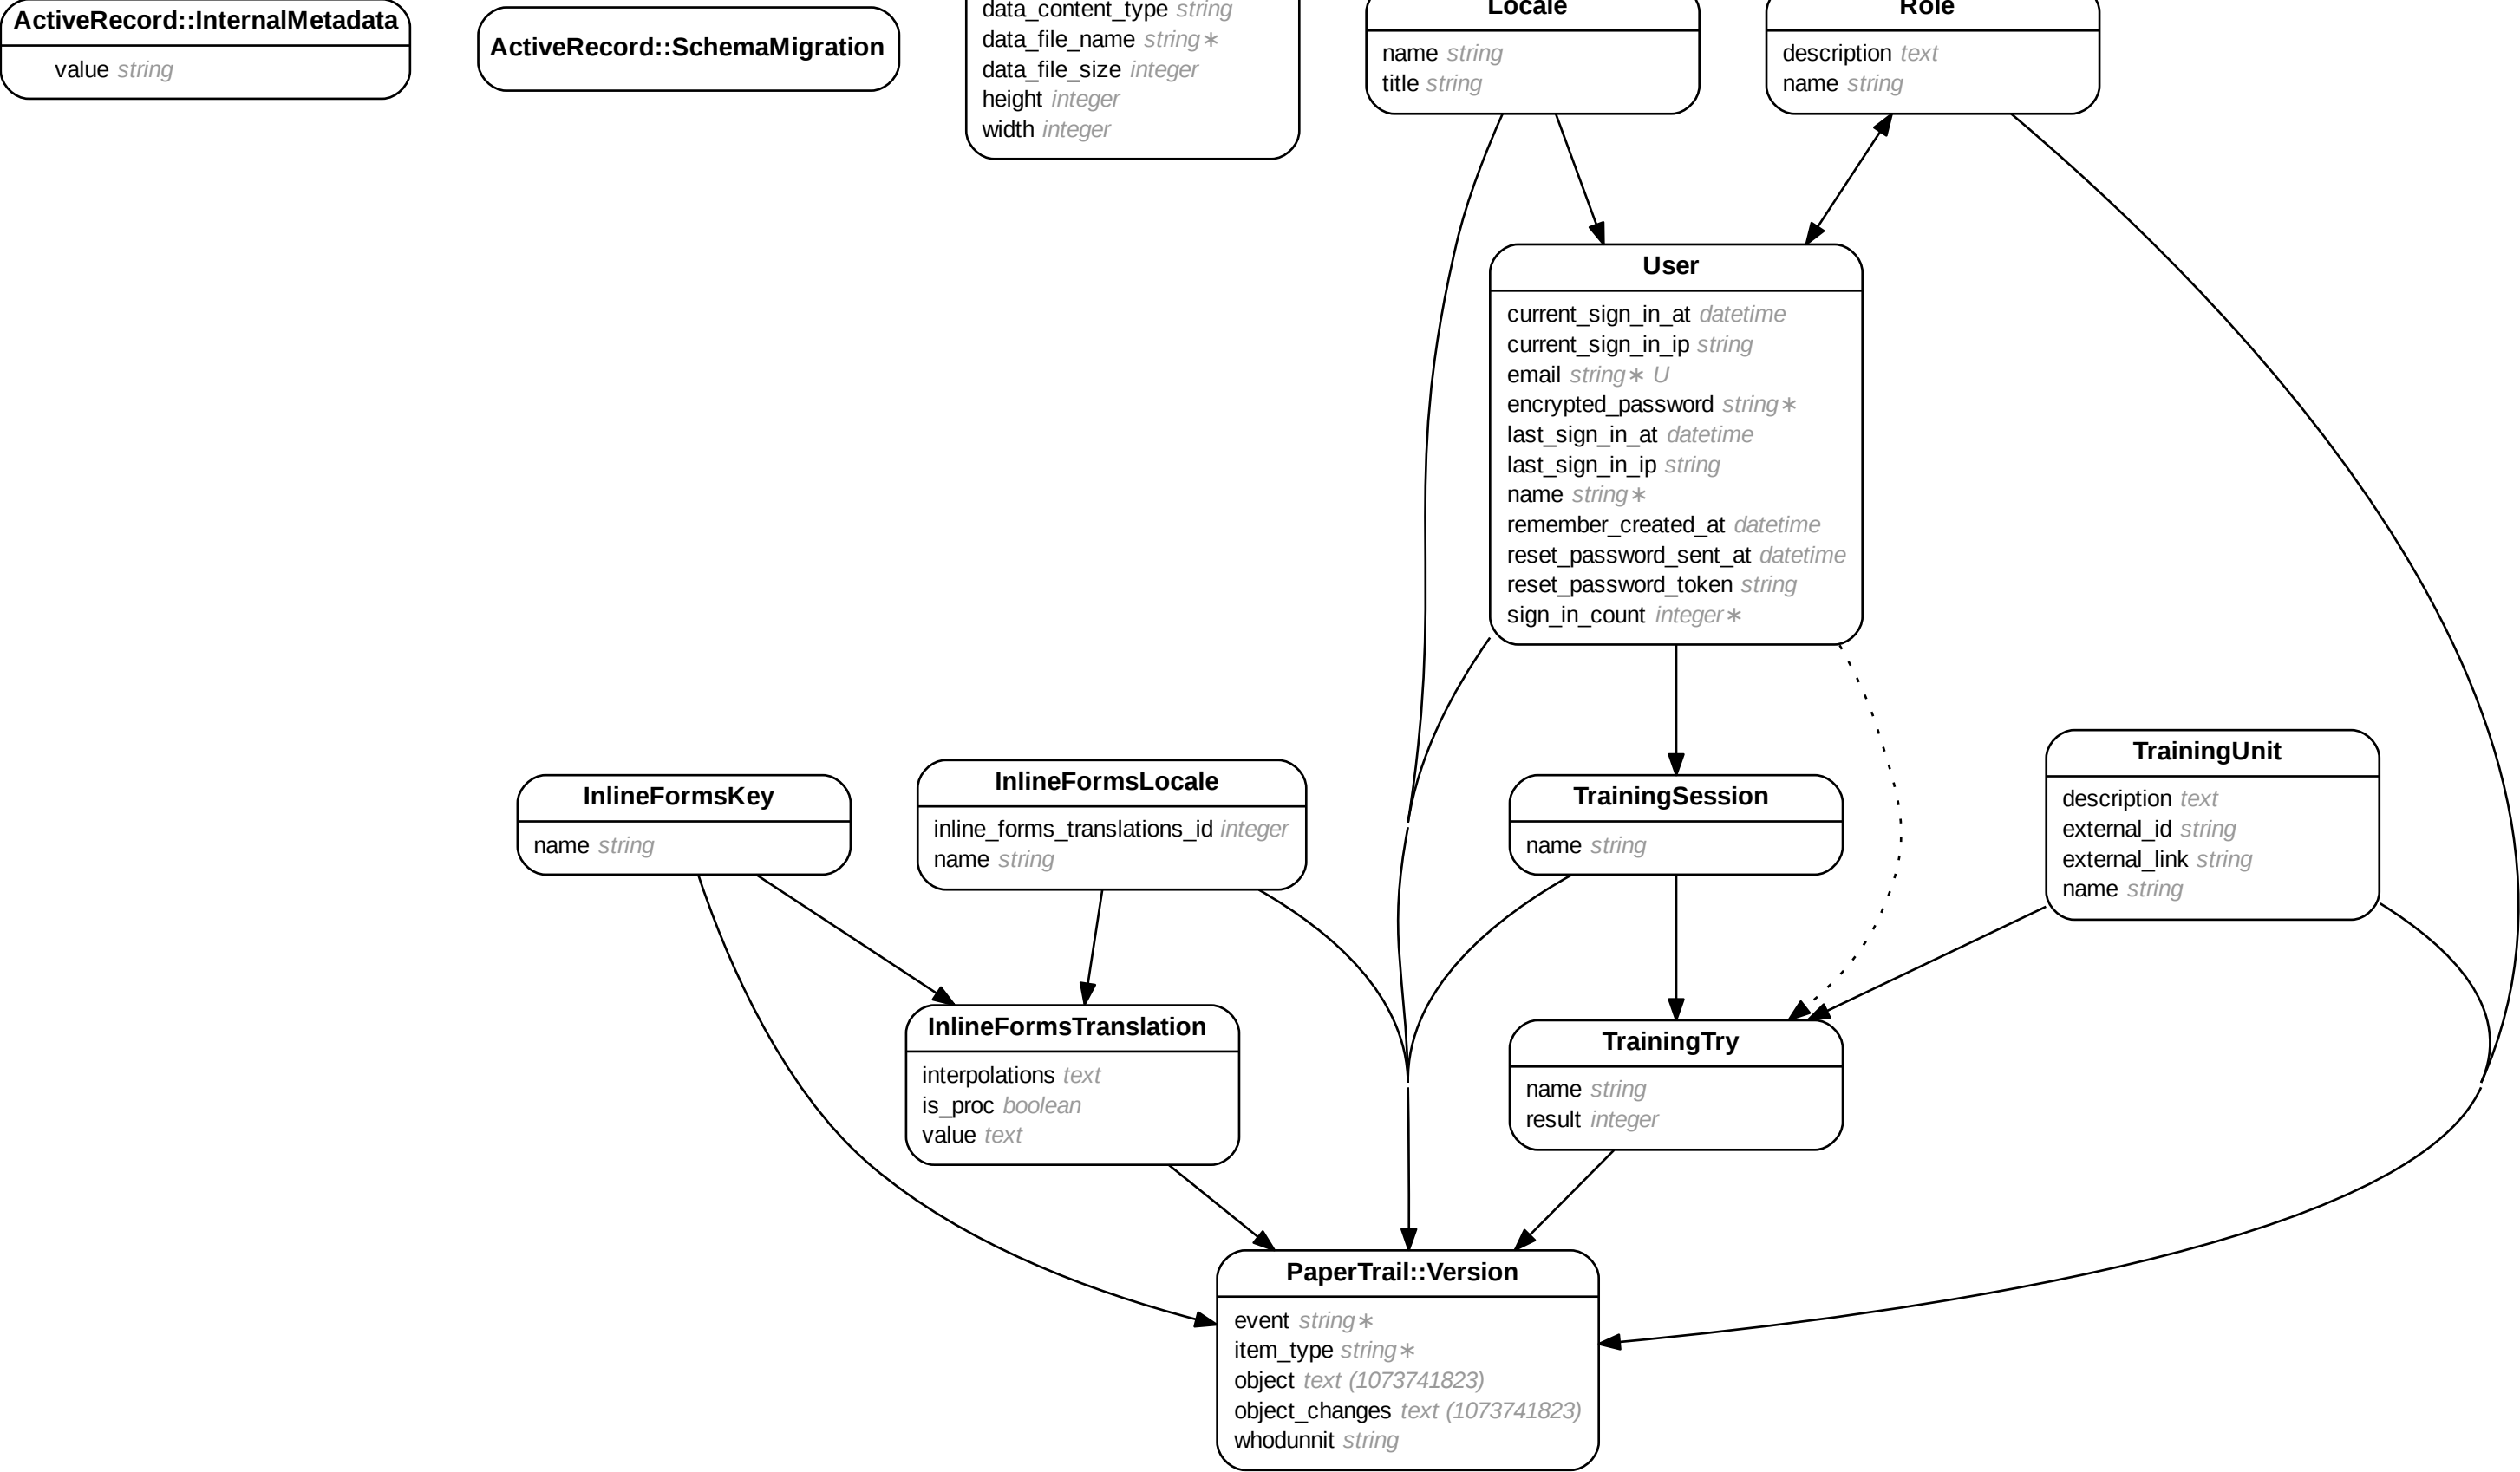 ActiveRecord::InternalMetadata
value string
ActiveRecord::SchemaMigration
data_content_type string
data_file_name string∗
data_file_size integer
height integer
width integer
Locale
name string
title string
Role
description text
name string
User
current_sign_in_at datetime
current_sign_in_ip string
email string∗ U
encrypted_password string∗
last_sign_in_at datetime
last_sign_in_ip string
name string∗
remember_created_at datetime
reset_password_sent_at datetime
reset_password_token string
sign_in_count integer∗
InlineFormsKey
name string
InlineFormsLocale
inline_forms_translations_id integer
name string
TrainingSession
name string
TrainingUnit
description text
external_id string
external_link string
name string
InlineFormsTranslation
interpolations text
is_proc boolean
value text
TrainingTry
name string
result integer
PaperTrail::Version
event string∗
item_type string∗
object text (1073741823)
object_changes text (1073741823)
whodunnit string